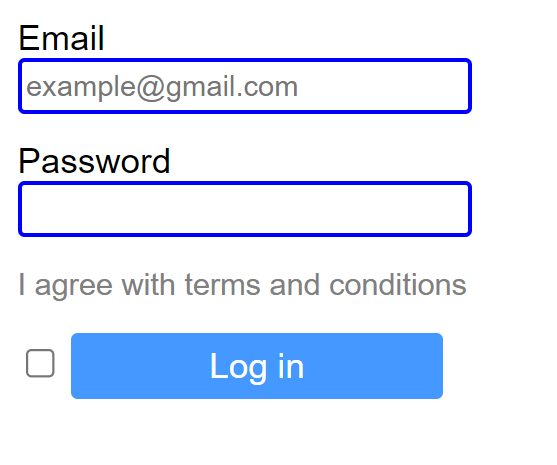 Email
example@gmail.com
Password
I agree with terms and conditions
Log in